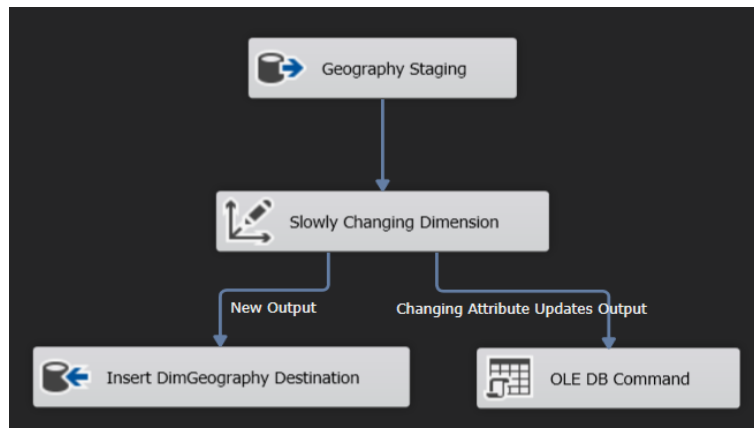 Geography Staging
Slowly Changing Dimension
New Output
Changing Attribute Updates Output
Insert DimGeography Destination
OLE DB Command